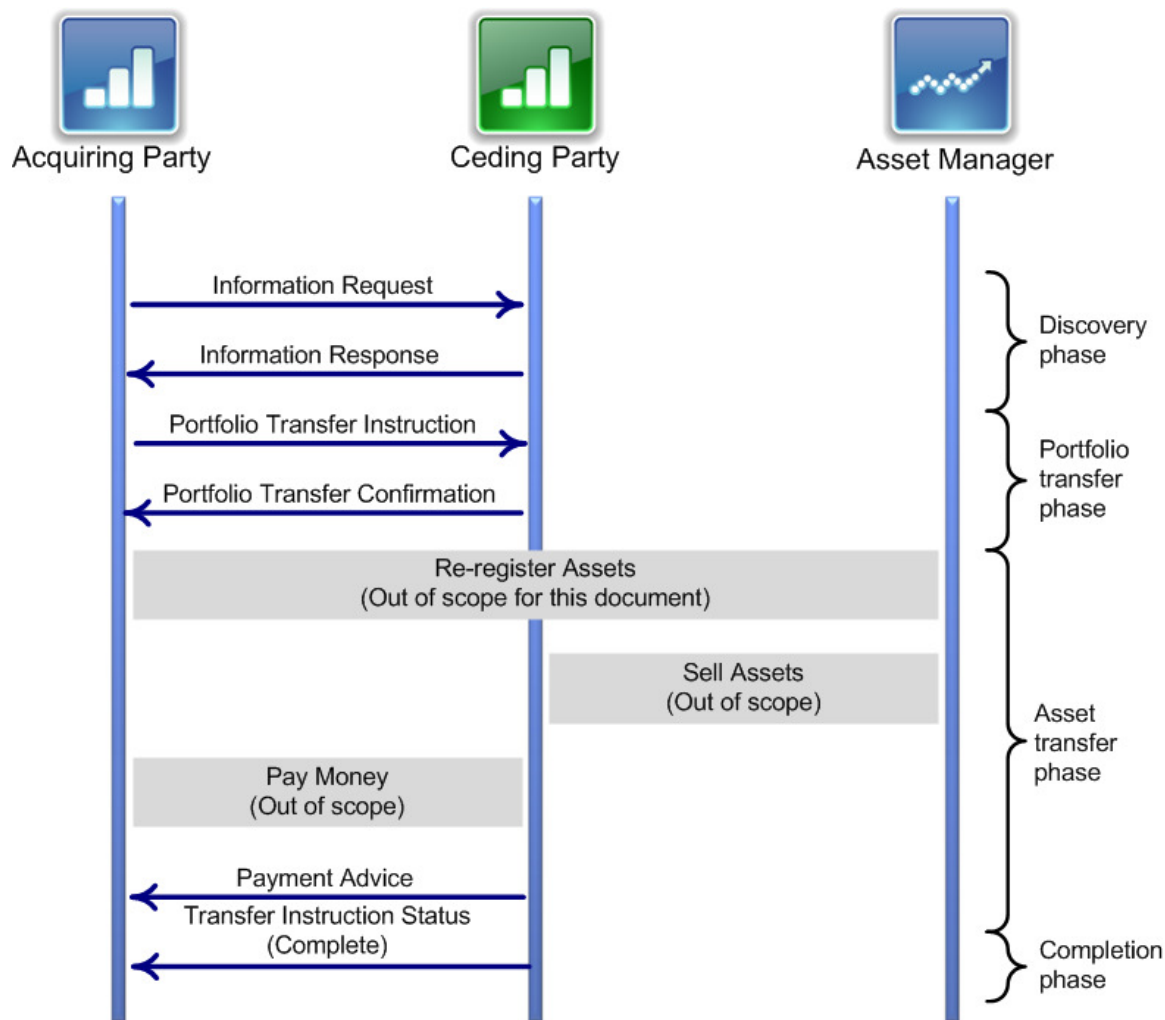 Acquiring Party
Ceding Party
Asset Manager
Information Request
Information Response
Discovery
phase
Portfolio Transfer Instruction
Portfolio Transfer Confirmation
Portfolio
transfer
phase
Re-register Assets
(Out of scope for this document)
Sell Assets
(Out of scope)
Asset
transfer
phase
Pay Money
(Out of scope)
Payment Advice
Transfer Instruction Status
(Complete)
Completion
phase